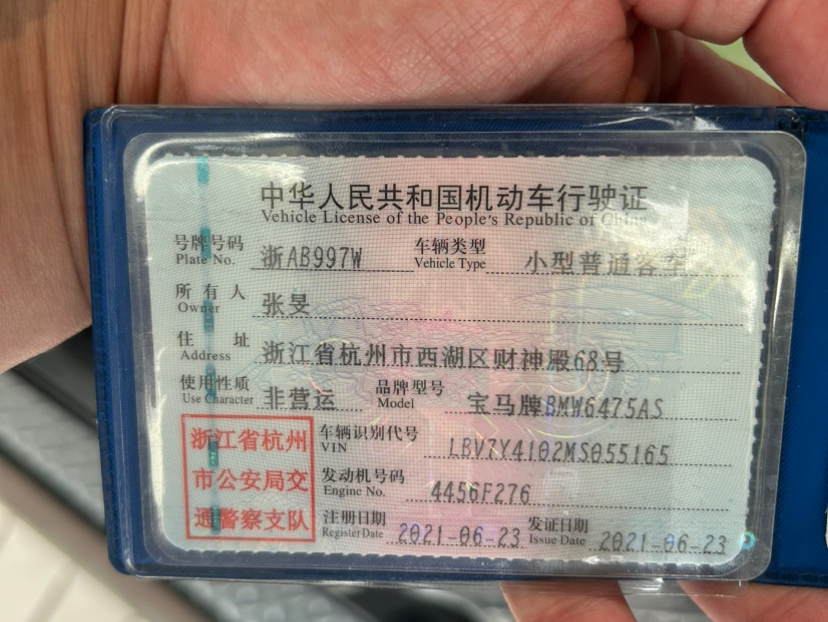 中华人民共和国机动车行驶证
Vehicle License of the People's Republic of China
号牌号码 浙AB997W 车辆类型 小型普通客车
Plate No. Vehicle Type
所有人 张旻
Owner
住址 浙江省杭州市西湖区财神殿68号
Address
使用性质 非营运 品牌型号 宝马牌BMW6475AS
Use Character Model
浙江省杭州
市公安局交
通警察支队
车辆识别代号 LBV7Y4102MS055165
VIN
发动机号码 4456F276
Engine No.
注册日期 2021-06-23 发证日期 2021-06-23
Register Date Issue Date